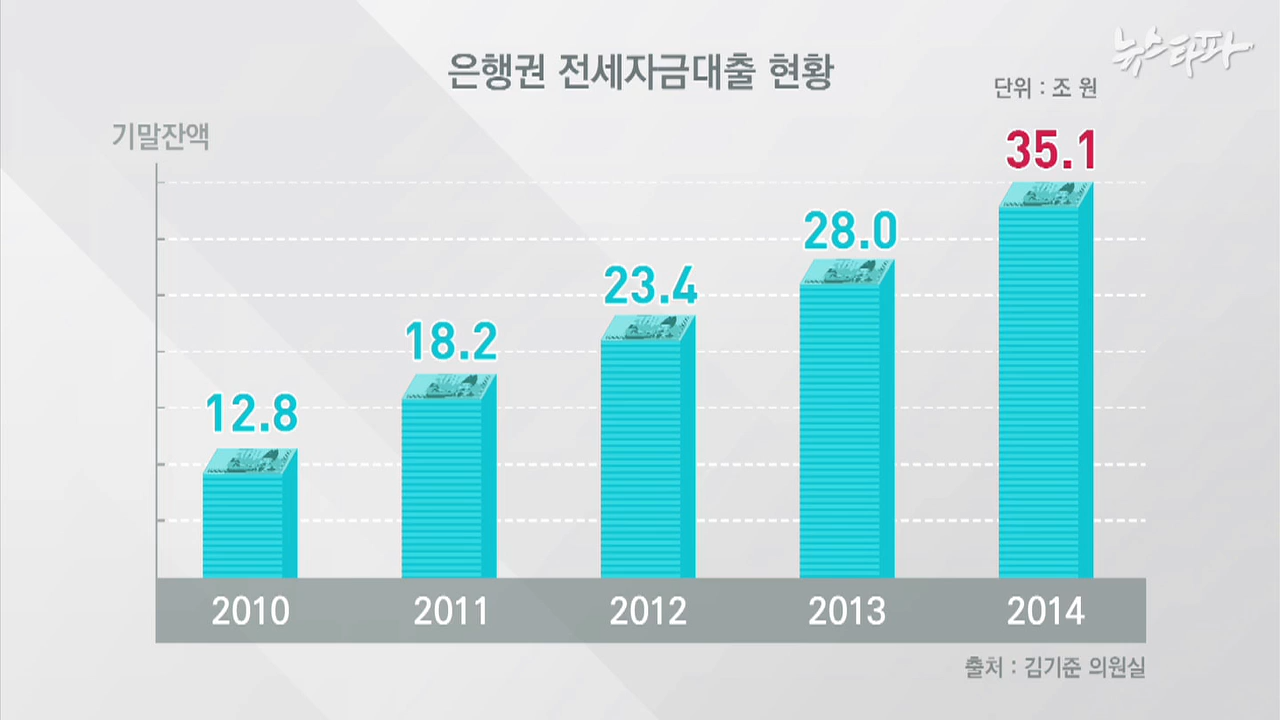 뉴스타파
은행권 전세자금대출 현황
단위 : 조 원
기말잔액
12.8
18.2
23.4
28.0
35.1
2010
2011
2012
2013
2014
출처 : 김기준 의원실